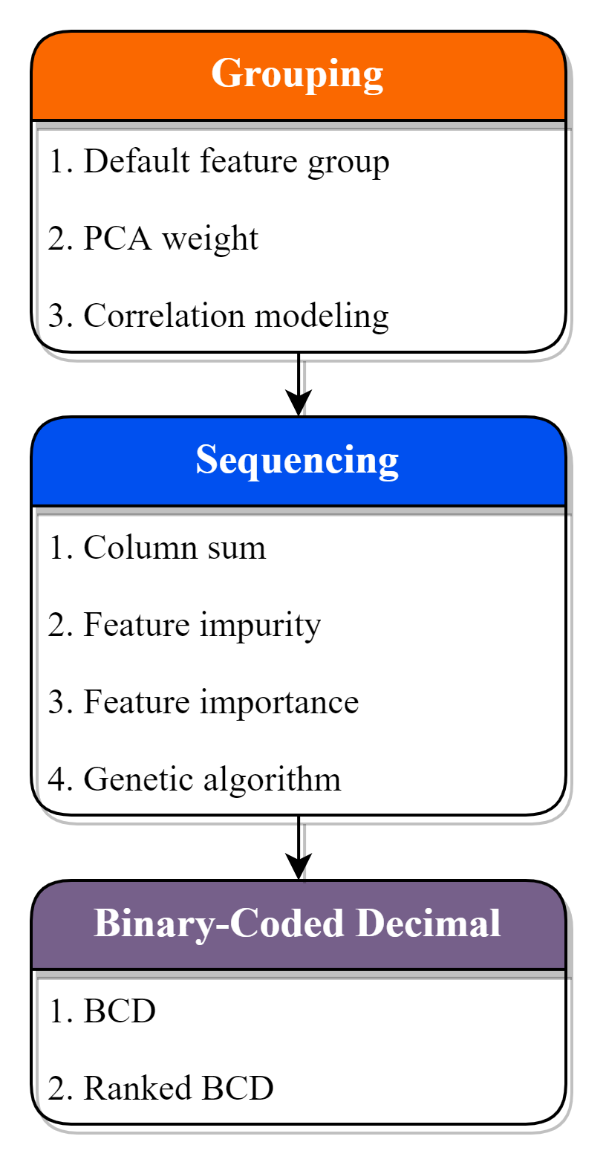 Grouping
1. Default feature group
2. PCA weight
3. Correlation modeling
Sequencing
1. Column sum
2. Feature impurity
3. Feature importance
4. Genetic algorithm
Binary-Coded Decimal
1. BCD
2. Ranked BCD